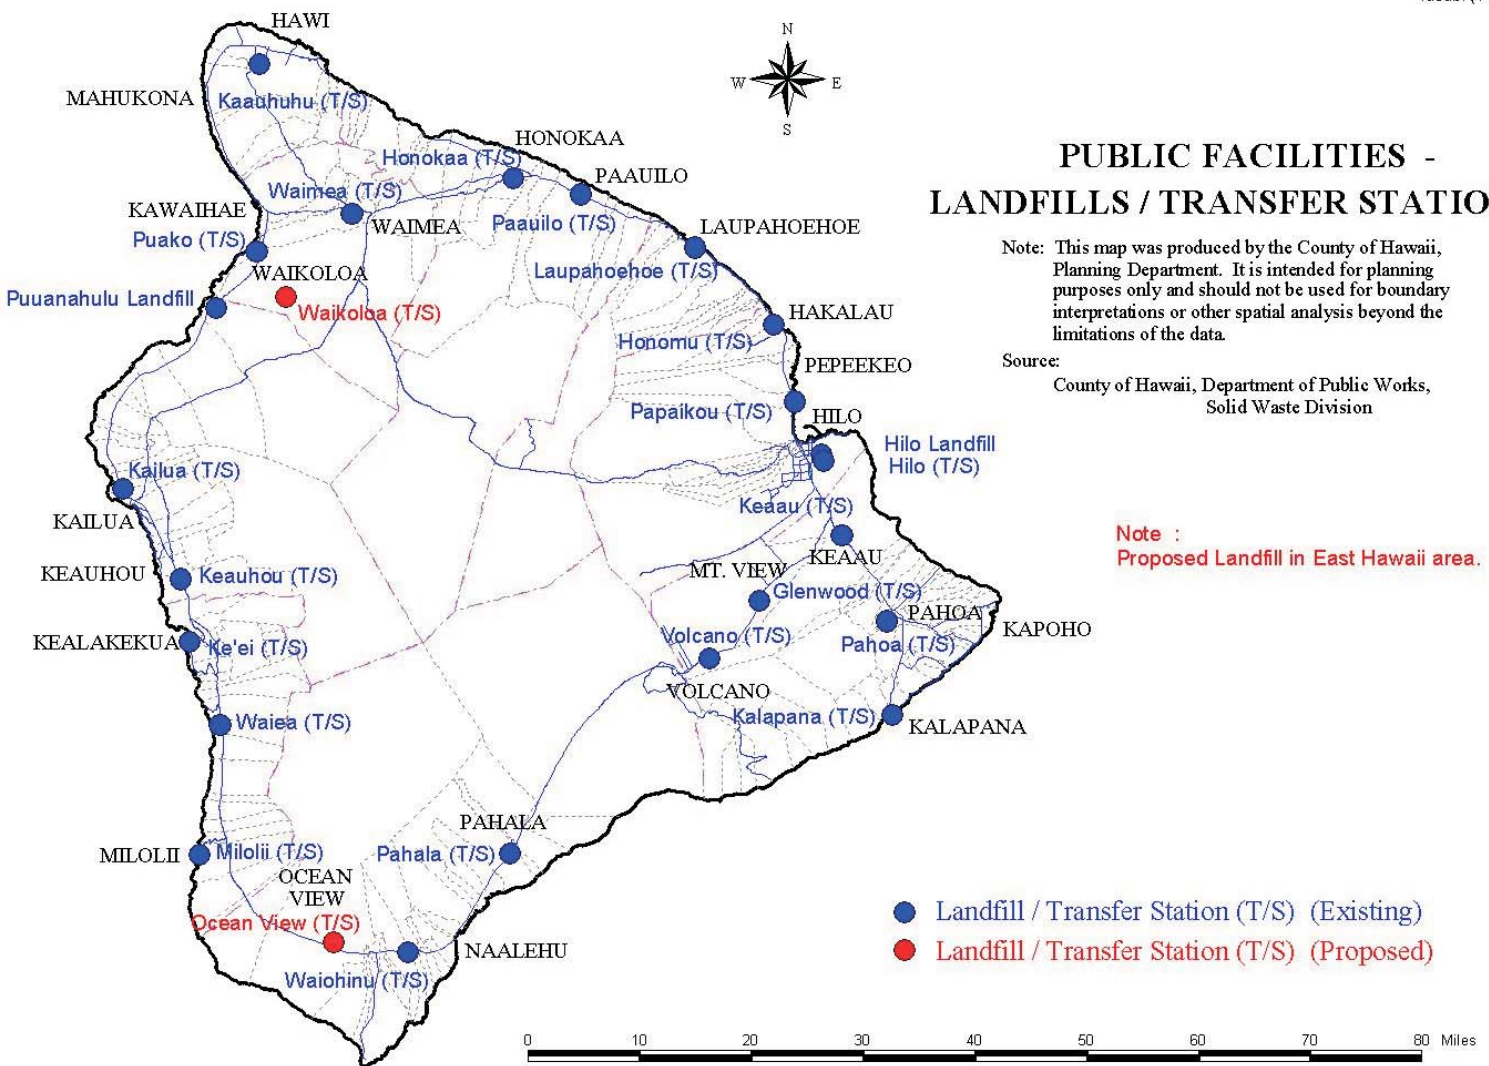 HAWI
N
MAHUKONA
Kaauhuhu (T/S)
W
E
S
HONOKAA
Honokaa (T/S)
PUBLIC FACILITIES -
LANDFILLS / TRANSFER STATIO
PAAUILO
Waimea (T/S)
KAWAIHAE
WAIMEA
Paauilo (T/S)
LAUPAHOEHOE
Puako (T/S)
Note: This map was produced by the County of Hawaii,
Planning Department. It is intended for planning
purposes only and should not be used for boundary
interpretations or other spatial analysis beyond the
limitations of the data.
WAIKOLOA
Laupahoehoe (T/S)
Puuanahulu Landfill
Waikoloa (T/S)
HAKALAU
Honomu (T/S)
Source:
County of Hawaii, Department of Public Works,
Solid Waste Division
PEPEEKEO
Papaikou (T/S)
HILO
Hilo Landfill
Hilo (T/S)
Kailua (T/S)
Keaau (T/S)
KAILUA
Note :
Proposed Landfill in East Hawaii area.
KEAAU
KEAUHOU
Keauhou (T/S)
MT. VIEW
Glenwood (T/S)
PAHOA
KAPOHO
KEALAKEKUA
Ke'ei (T/S)
Volcano (T/S)
Pahoa (T/S)
VOLCANO
Waiea (T/S)
Kalapana (T/S)
KALAPANA
PAHALA
MILOLII
Milolii (T/S)
Pahala (T/S)
OCEAN
VIEW
Ocean View (T/S)
NAALEHU
Waiohinu (T/S)
Landfill / Transfer Station (T/S) (Existing)
Landfill / Transfer Station (T/S) (Proposed)
0 10 20 30 40 50 60 70 80 Miles